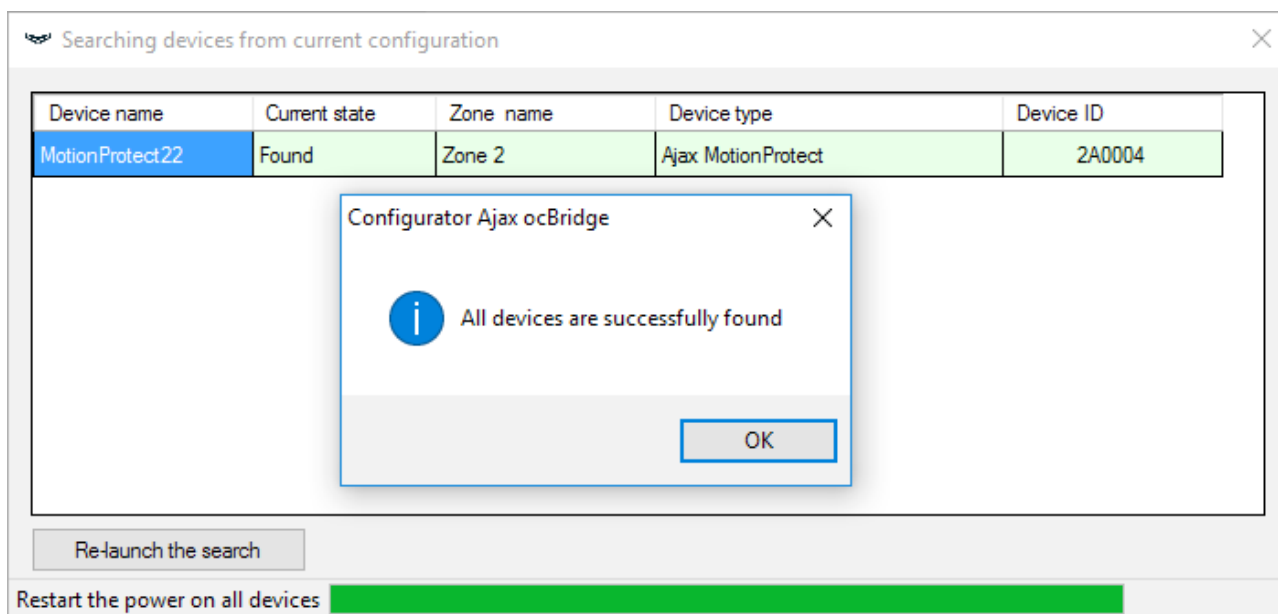 Searching devices from current configuration
Device name Current state Zone name Device type Device ID
MotionProtect22 Found Zone 2 Ajax MotionProtect 2A0004
Configurator Ajax ocBridge
All devices are successfully found
OK
Re-launch the search
Restart the power on all devices